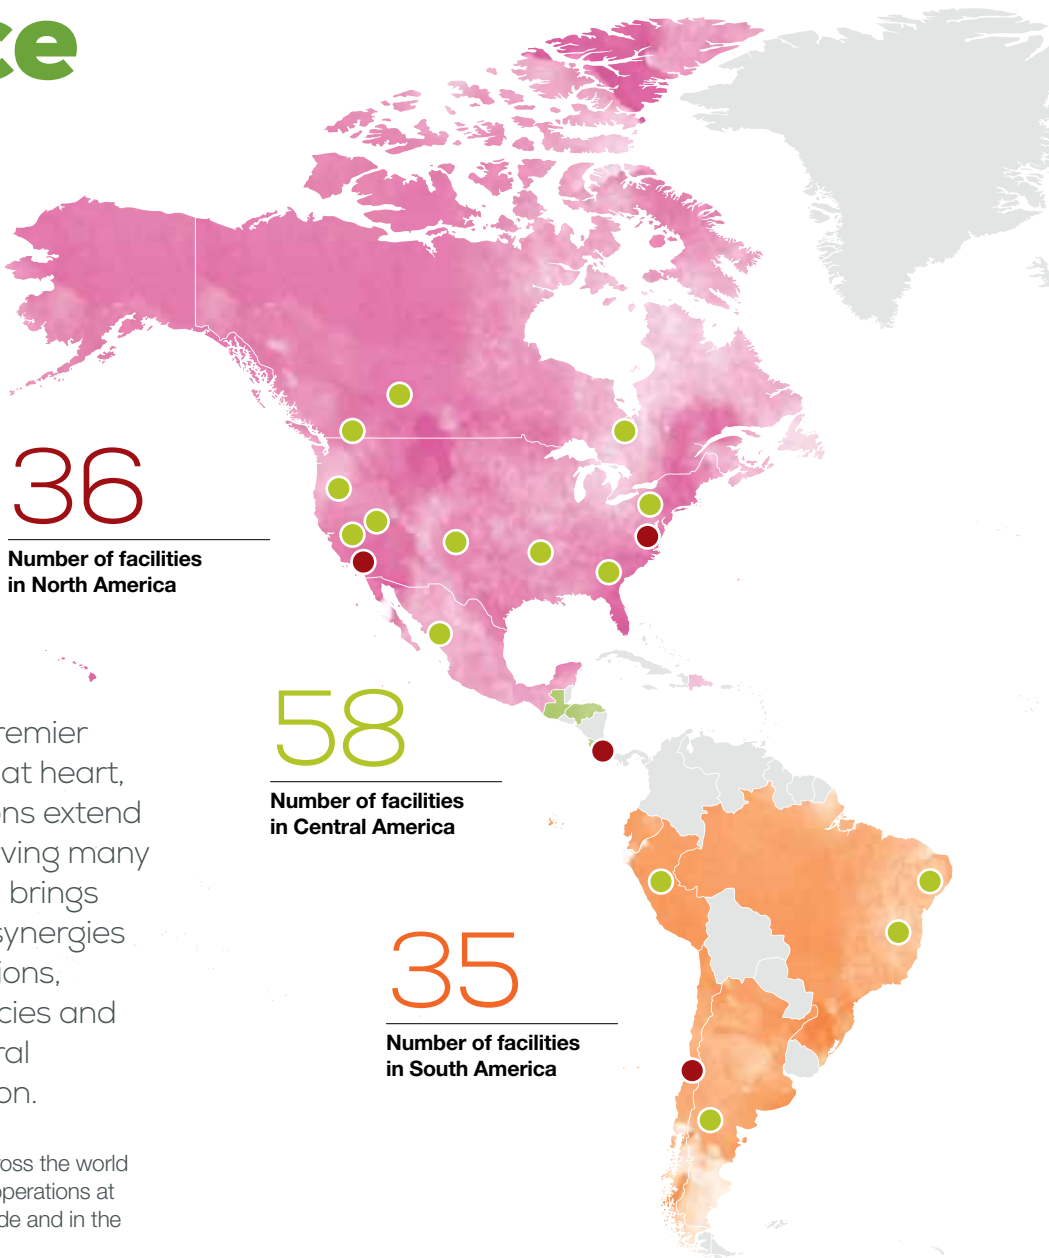 ce
36
Number of facilities
in North America
58
Number of facilities
in Central America
35
Number of facilities
in South America
remier
at heart,
ns extend
ving many
brings
synergies
ions,
cies and
ral
on.
ross the world
operations at
de and in the